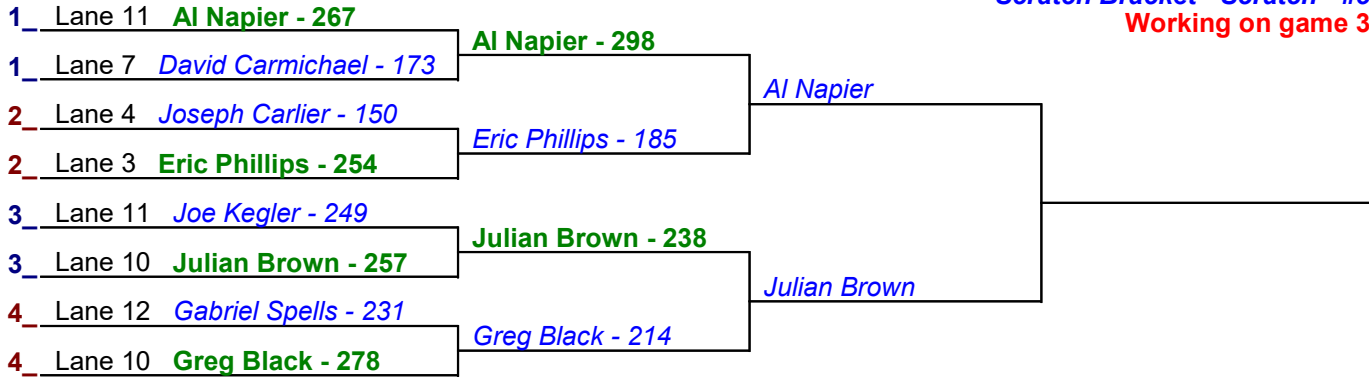 Scratch Bracket - Scratch
Working on game 3
1_ Lane 11 Al Napier - 267
Al Napier - 298
1_ Lane 7 David Carmichael - 173
Al Napier
2_ Lane 4 Joseph Carlier - 150
Eric Phillips - 185
2_ Lane 3 Eric Phillips - 254
3_ Lane 11 Joe Kegler - 249
Julian Brown - 238
3_ Lane 10 Julian Brown - 257
Julian Brown
4_ Lane 12 Gabriel Spells - 231
Greg Black - 214
4_ Lane 10 Greg Black - 278